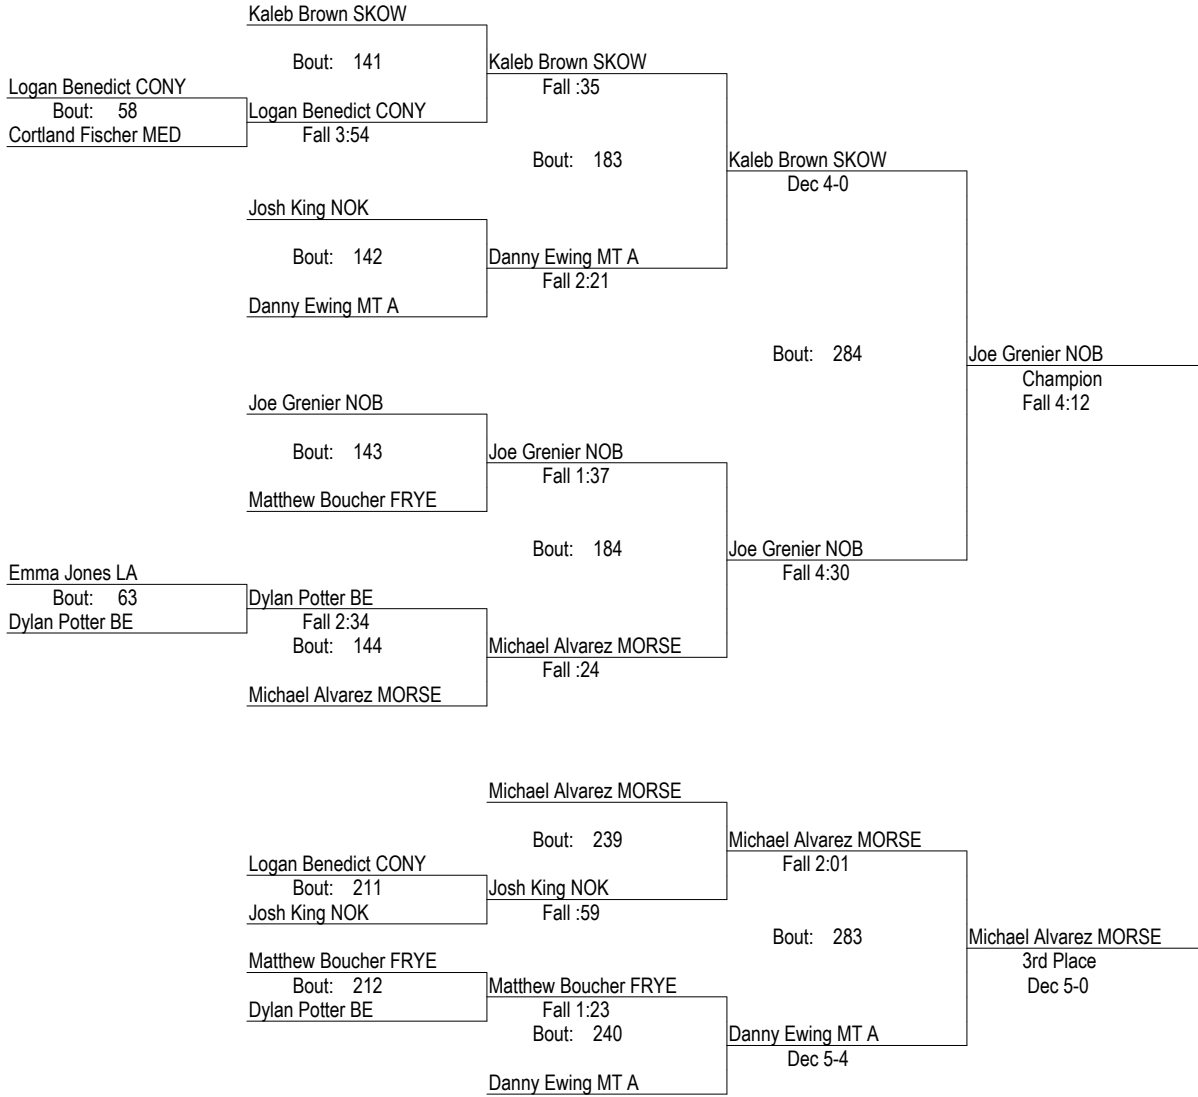 Kaleb Brown SKOW
Bout: 141
Kaleb Brown SKOW
Fall :35
Logan Benedict CONY
Bout: 58
Cortland Fischer MED
Logan Benedict CONY
Fall 3:54
Bout: 183
Kaleb Brown SKOW
Dec 4-0
Josh King NOK
Bout: 142
Danny Ewing MT A
Fall 2:21
Danny Ewing MT A
Bout: 284
Joe Grenier NOB
Champion
Fall 4:12
Joe Grenier NOB
Bout: 143
Joe Grenier NOB
Fall 1:37
Matthew Boucher FRYE
Bout: 184
Joe Grenier NOB
Fall 4:30
Emma Jones LA
Bout: 63
Dylan Potter BE
Dylan Potter BE
Fall 2:34
Bout: 144
Michael Alvarez MORSE
Fall :24
Michael Alvarez MORSE
Michael Alvarez MORSE
Bout: 239
Michael Alvarez MORSE
Fall 2:01
Logan Benedict CONY
Bout: 211
Josh King NOK
Josh King NOK
Fall :59
Bout: 283
Michael Alvarez MORSE
3rd Place
Dec 5-0
Matthew Boucher FRYE
Bout: 212
Dylan Potter BE
Matthew Boucher FRYE
Fall 1:23
Bout: 240
Danny Ewing MT A
Dec 5-4
Danny Ewing MT A